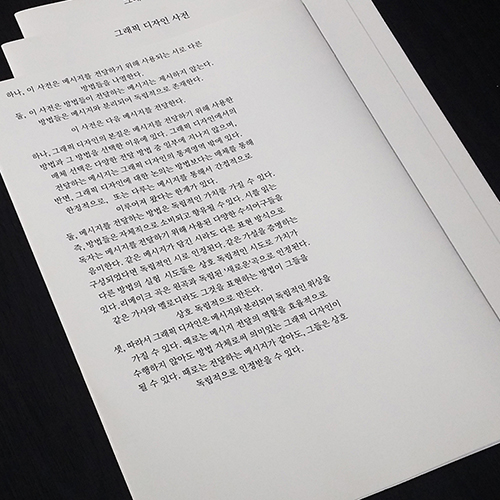 그래
그래픽 디자인 사전
하나, 이 사전은 메시지를 전달하기 위해 사용되는 서로 다른
방법들을 나열한다.
둘, 이 사전은 방법들이 전달하는 메시지는 제시하지 않는다.
방법들은 메시지와 분리되며 독립적으로 존재한다.
이 사전은 다음 메시지를 전달한다.
하나, 그래픽 디자인의 본질은 메시지를 전달하기 위해 사용한
방법과 그 방법을 선택한 이유에 있다. 그래픽 디자인에서의
매체 선택은 다양한 전달 방법 중 일부에 지나지 않으며,
전달하는 메시지는 그래픽 디자인의 통제영역 밖에 있다.
반면, 그래픽 디자인에 대한 논의는 방법보다는 매체를 통해
한정적으로, 또는 다루는 메시지를 통해서 간접적으로
이루어져 왔다는 한계가 있다.
둘, 메시지를 전달하는 방법은 독립적인 가치를 가질 수 있다.
즉, 방법들은 자체적으로 소비되고 향유될 수 있다. 시를 읽는
독자는 메시지를 전달하기 위해 사용된 다양한 수식어구들을
음미한다. 같은 메시지가 담긴 시라도 다른 표현 방식으로
구성되었다면 독립적인 시로 인정된다. 같은 가설을 증명하는
다른 방법의 실험 시도들은 상호 독립적인 시도로 가치가
있다. 리메이크 곡은 원곡과 독립된 '새로운' 곡으로 인정된다.
같은 가사와 멜로디라도 그것을 표현하는 방법이 그들을
상호 독립적으로 만든다.
셋, 따라서 그래픽 디자인은 메시지와 분리되어 독립적인 위상을
가질 수 있다. 때로는 메시지 전달의 역할을 효율적으로
수행하지 않아도 방법 자체로써 의미있는 그래픽 디자인이
될 수 있다. 때로는 전달하는 메시지가 같아도, 그들은 상호
독립적으로 인정받을 수 있다.